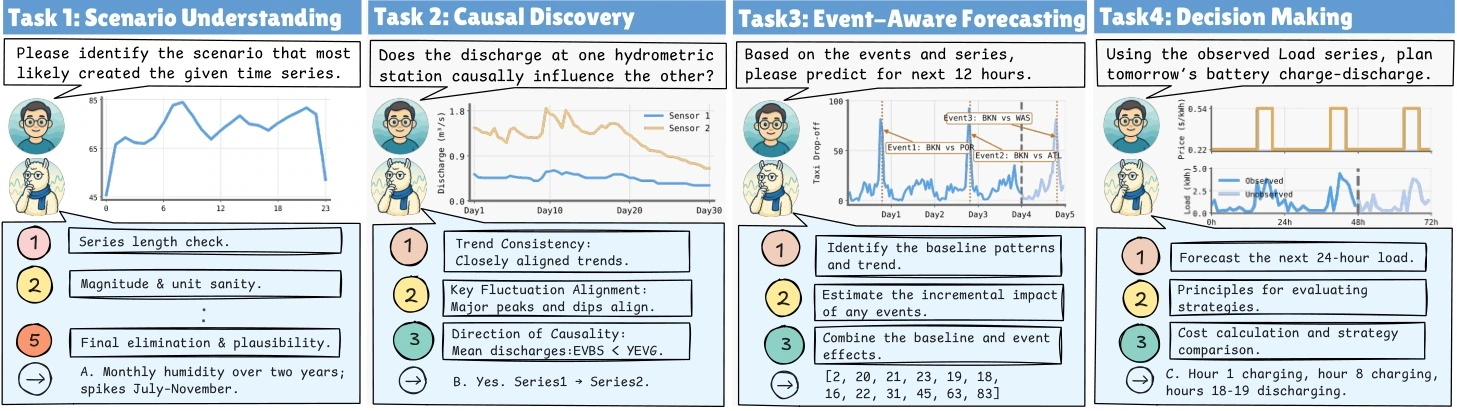 Task 1: Scenario Understanding
Please identify the scenario that most
likely created the given time series.
85
65
45
0
6
12
18
23
1
Series length check.
2
Magnitude & unit sanity.
⋮
5
Final elimination & plausibility.
→
A. Monthly humidity over two years;
spikes July-November.
Task 2: Causal Discovery
Does the discharge at one hydrometric
station causally influence the other?
Discharge (m³/s)
1.8
0.9
0.0
Sensor 1
Sensor 2
Day1
Day10
Day20
Day30
1
Trend Consistency:
Closely aligned trends.
2
Key Fluctuation Alignment:
Major peaks and dips align.
3
Direction of Causality:
Mean discharges:EVBS < YEVG.
→
B. Yes. Series1 → Series2.
Task3: Event-Aware Forecasting
Based on the events and series,
please predict for next 12 hours.
Taxi Drop-off
100
50
0
Event3: BKN vs WAS
Event1: BKN vs POR
Event2: BKN vs ATL
Day1
Day2
Day3
Day4
Day5
1
Identify the baseline patterns
and trend.
2
Estimate the incremental impact
of any events.
3
Combine the baseline and event
effects.
→
[2, 20, 21, 23, 19, 18,
16, 22, 31, 45, 63, 83]
Task4: Decision Making
Using the observed Load series, plan
tomorrow's battery charge-discharge.
Price ($/kWh)
0.54
0.22
Load (kWh)
5.0
2.5
0.0
Observed
Unobserved
0h
24h
48h
72h
1
Forecast the next 24-hour load.
2
Principles for evaluating
strategies.
3
Cost calculation and strategy
comparison.
→
C. Hour 1 charging, hour 8 charging,
hours 18-19 discharging.